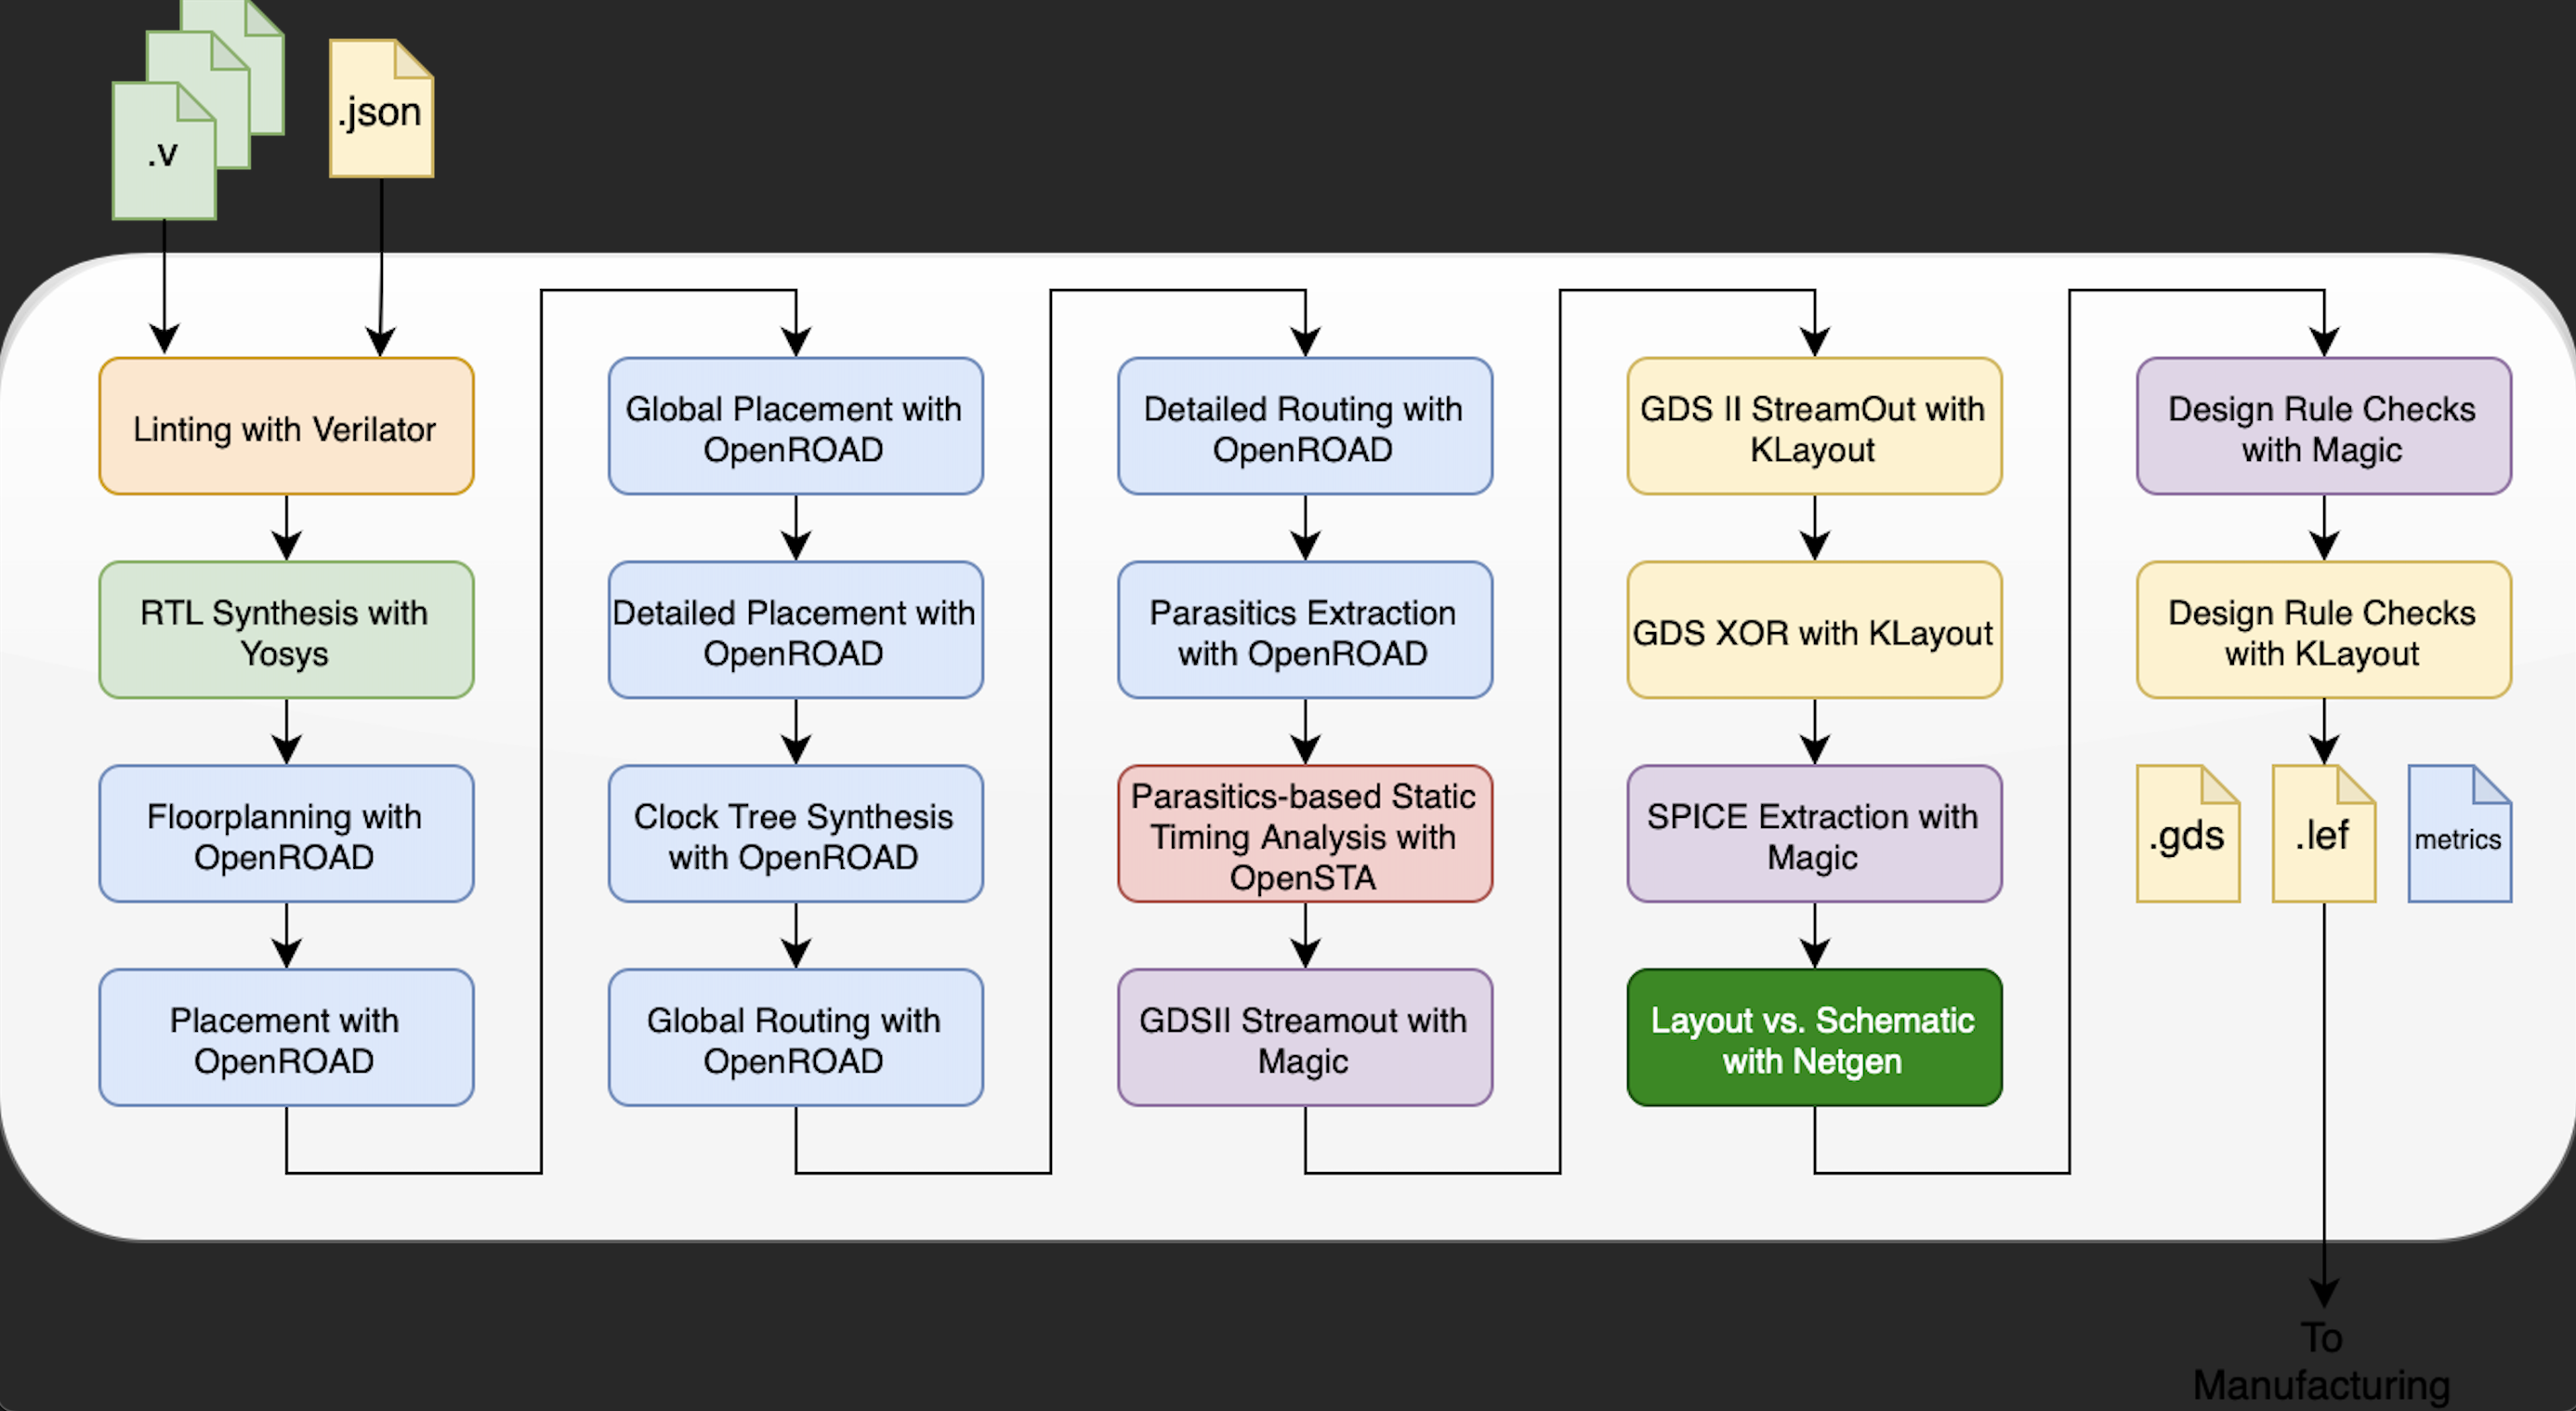 .v
.json
Linting with Verilator
RTL Synthesis with
Yosys
Floorplanning with
OpenROAD
Placement with
OpenROAD
Global Placement with
OpenROAD
Detailed Placement with
OpenROAD
Clock Tree Synthesis
with OpenROAD
Global Routing with
OpenROAD
Detailed Routing with
OpenROAD
Parasitics Extraction
with OpenROAD
Parasitics-based Static
Timing Analysis with
OpenSTA
GDSII Streamout with
Magic
GDS II StreamOut with
KLayout
GDS XOR with KLayout
SPICE Extraction with
Magic
Layout vs. Schematic
with Netgen
Design Rule Checks
with Magic
Design Rule Checks
with KLayout
.gds
.lef
metrics
To
Manufacturing